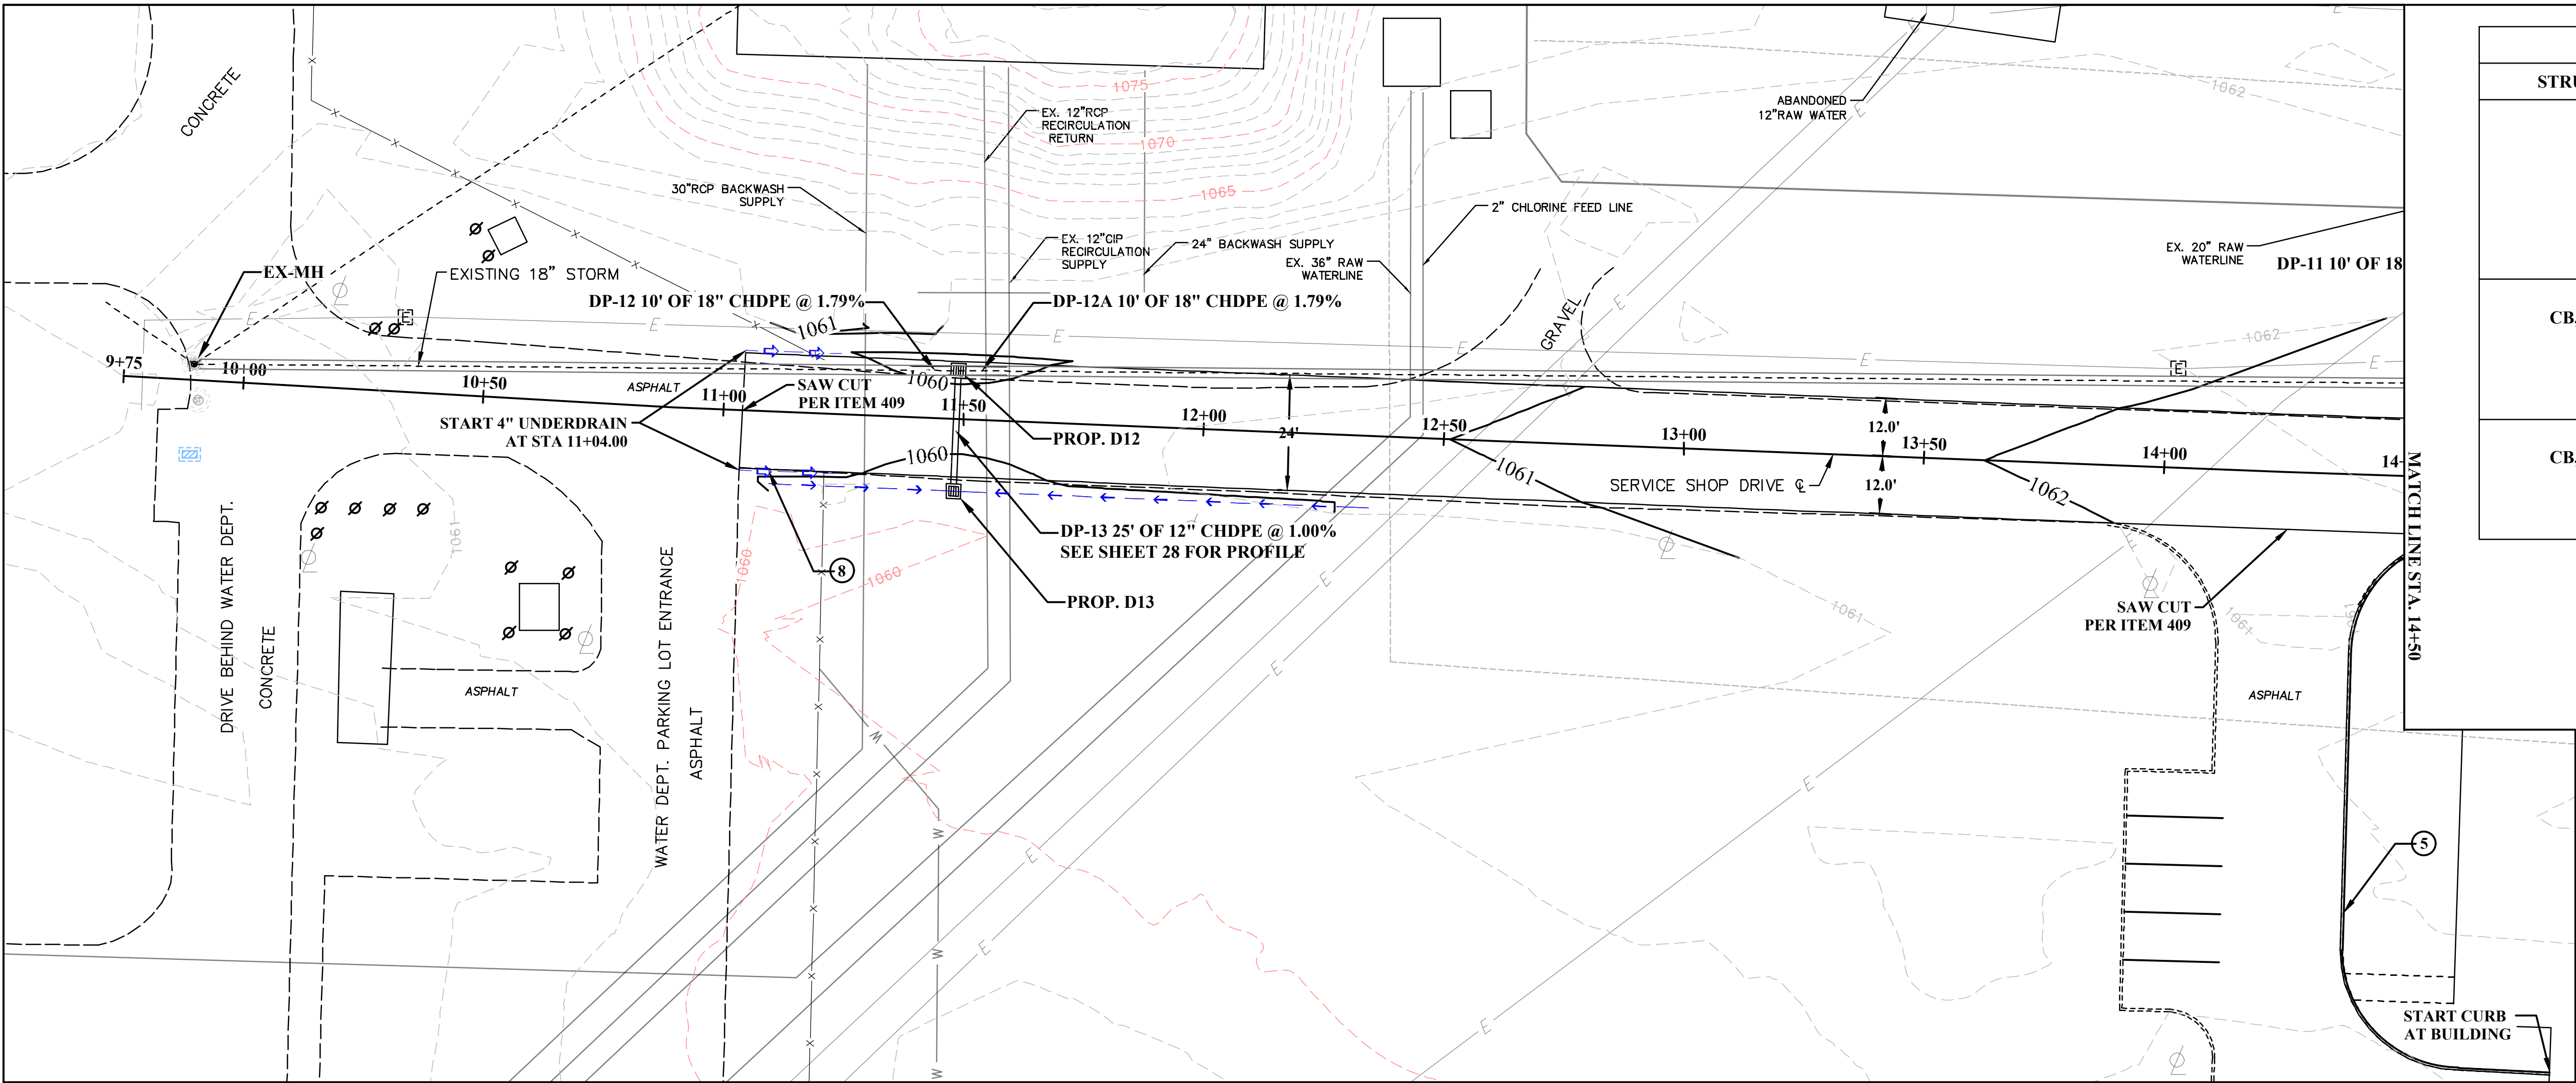 CONCRETE
1075
1070
1065
EX. 12"RCP
RECIRCULATION
RETURN
ABANDONED
12"RAW WATER
1062
E
STRU
30"RCP BACKWASH
SUPPLY
2" CHLORINE FEED LINE
EX. 12"CIP
RECIRCULATION
SUPPLY
24" BACKWASH SUPPLY
EX. 36" RAW
WATERLINE
EX. 20" RAW
WATERLINE
DP-11 10' OF 18
EX-MH
EXISTING 18" STORM
DP-12 10' OF 18" CHDPE @ 1.79%
DP-12A 10' OF 18" CHDPE @ 1.79%
GRAVEL
CB
1061
1062
E
E
E
E
E
E
E
9+75
10+00
10+50
11+00
11+50
12+00
12+50
13+00
13+50
14+00
14
ASPHALT
SAW CUT
PER ITEM 409
1060
START 4" UNDERDRAIN
AT STA 11+04.00
PROP. D12
24'
12.0'
12.0'
1060
1061
1062
SERVICE SHOP DRIVE ℄
CB
MATCH LINE STA. 14+50
DP-13 25' OF 12" CHDPE @ 1.00%
SEE SHEET 28 FOR PROFILE
8
PROP. D13
1060
1060
1061
1061
1061
1061
SAW CUT
PER ITEM 409
DRIVE BEHIND WATER DEPT.
CONCRETE
ASPHALT
WATER DEPT. PARKING LOT ENTRANCE
ASPHALT
ASPHALT
W
W
W
W
E
E
E
E
E
E
5
START CURB
AT BUILDING